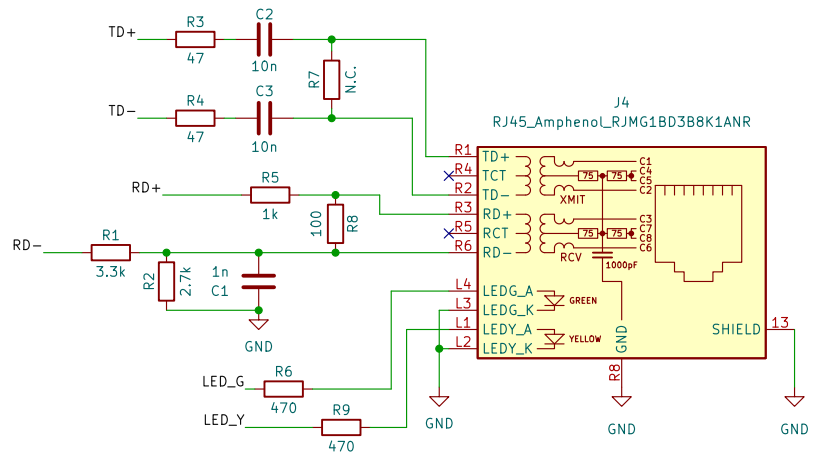 TD+
R3
47
C2
10n
R7
N.C.
TD-
R4
47
C3
10n
J4
RJ45_Amphenol_RJMG1BD3B8K1ANR
RD+
R5
1k
100
R8
RD-
R1
3.3k
R2
2.7k
1n
C1
GND
R1
TD+
R4
TCT
R2
TD-
R3
RD+
R5
RCT
R6
RD-
75
75
C1
C4
C5
C2
XMIT
75
75
C3
C7
C8
C6
RCV
1000pF
L4
LEDG_A
L3
LEDG_K
GREEN
L1
LEDY_A
L2
LEDY_K
YELLOW
GND
SHIELD
13
R8
LED_G
R6
470
LED_Y
R9
470
GND
GND
GND